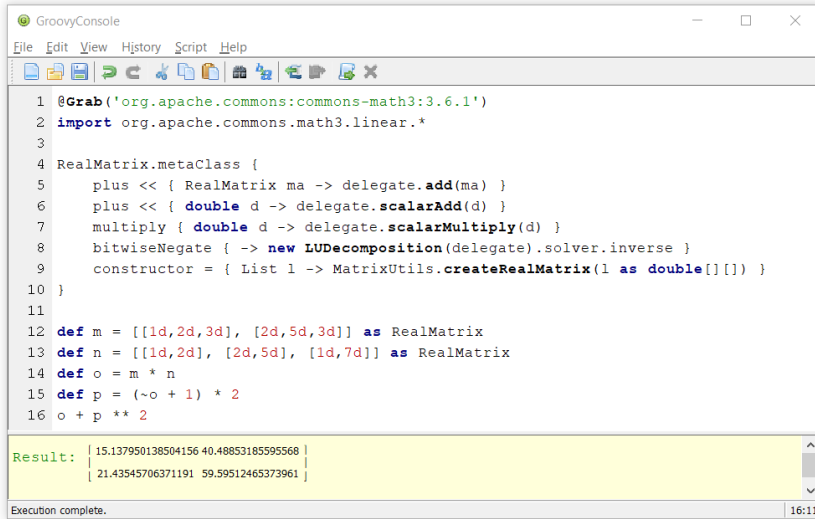 GroovyConsole
File Edit View History Script Help
1 @Grab('org.apache.commons:commons-math3:3.6.1')
2 import org.apache.commons.math3.linear.*
3
4 RealMatrix.metaClass {
5     plus << { RealMatrix ma -> delegate.add(ma) }
6     plus << { double d -> delegate.scalarAdd(d) }
7     multiply { double d -> delegate.scalarMultiply(d) }
8     bitwiseNegate { -> new LUDecomposition(delegate).solver.inverse }
9     constructor = { List l -> MatrixUtils.createRealMatrix(l as double[][]) }
10 }
11
12 def m = [[1d,2d,3d], [2d,5d,3d]] as RealMatrix
13 def n = [[1d,2d], [2d,5d], [1d,7d]] as RealMatrix
14 def o = m * n
15 def p = (~o + 1) * 2
16 o + p ** 2
Result: 15.137950138504156 40.48853185595568
21.43545706371191 59.59512465373961
Execution complete. 16:11